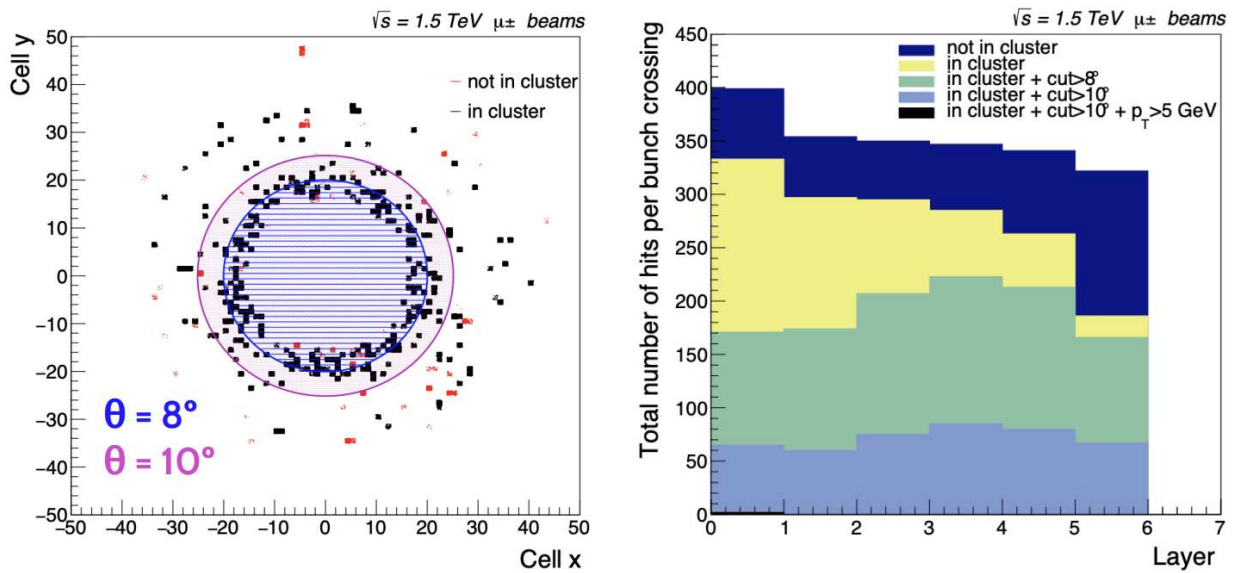 √s = 1.5 TeV μ± beams
Cell y
50
40
30
20
10
0
−10
−20
−30
−40
−50
not in cluster
in cluster
θ = 8°
θ = 10°
−50 −40 −30 −20 −10 0 10 20 30 40 50
Cell x
√s = 1.5 TeV μ± beams
Total number of hits per bunch crossing
450
400
350
300
250
200
150
100
50
0
not in cluster
in cluster
in cluster + cut>8°
in cluster + cut>10°
in cluster + cut>10° + p_T>5 GeV
0 1 2 3 4 5 6 7
Layer